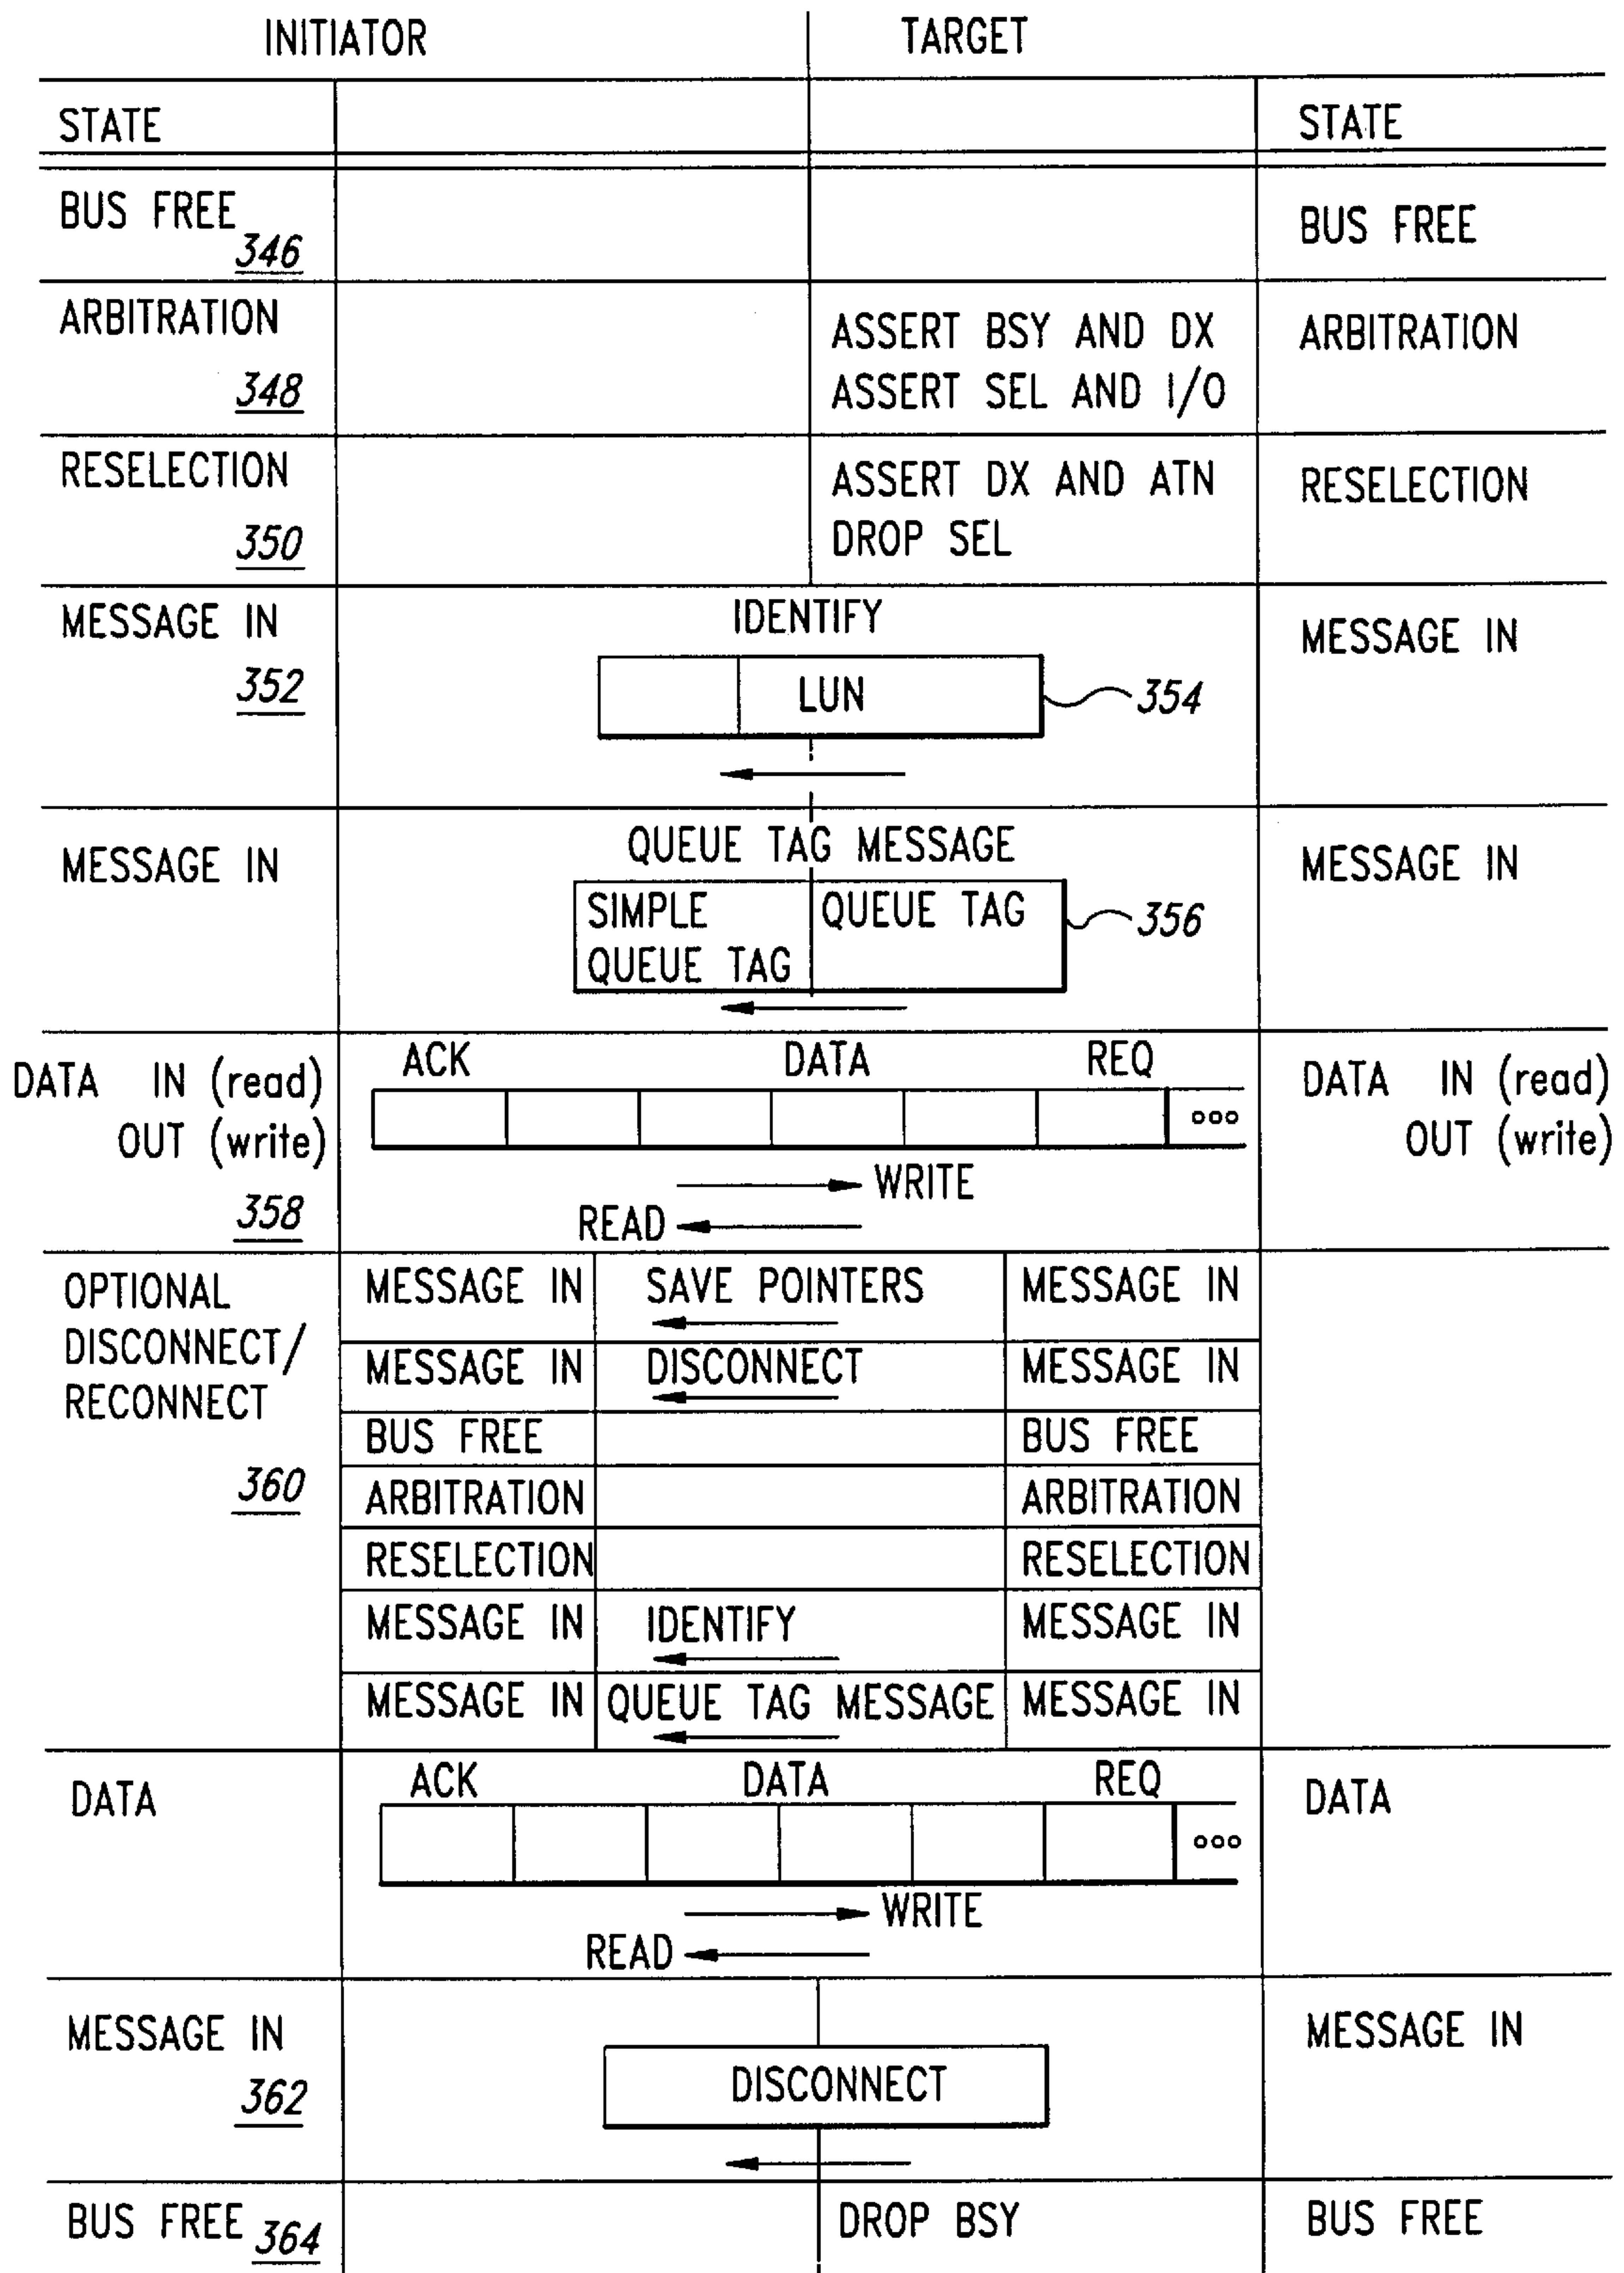 INITIATOR TARGET
STATE STATE
BUS FREE BUS FREE
346
ARBITRATION ASSERT BSY AND DX ARBITRATION
348 ASSERT SEL AND I/O
RESELECTION ASSERT DX AND ATN RESELECTION
350 DROP SEL
MESSAGE IN IDENTIFY MESSAGE IN
352 LUN 354
MESSAGE IN QUEUE TAG MESSAGE MESSAGE IN
SIMPLE QUEUE TAG 356
QUEUE TAG
ACK DATA REQ
DATA IN (read) DATA IN (read)
OUT (write) OUT (write)
WRITE
358 READ
OPTIONAL MESSAGE IN SAVE POINTERS MESSAGE IN
DISCONNECT/ MESSAGE IN DISCONNECT MESSAGE IN
RECONNECT
BUS FREE BUS FREE
360 ARBITRATION ARBITRATION
RESELECTION RESELECTION
MESSAGE IN IDENTIFY MESSAGE IN
MESSAGE IN QUEUE TAG MESSAGE MESSAGE IN
ACK DATA REQ
DATA DATA
WRITE
READ
MESSAGE IN MESSAGE IN
362 DISCONNECT
BUS FREE 364 DROP BSY BUS FREE